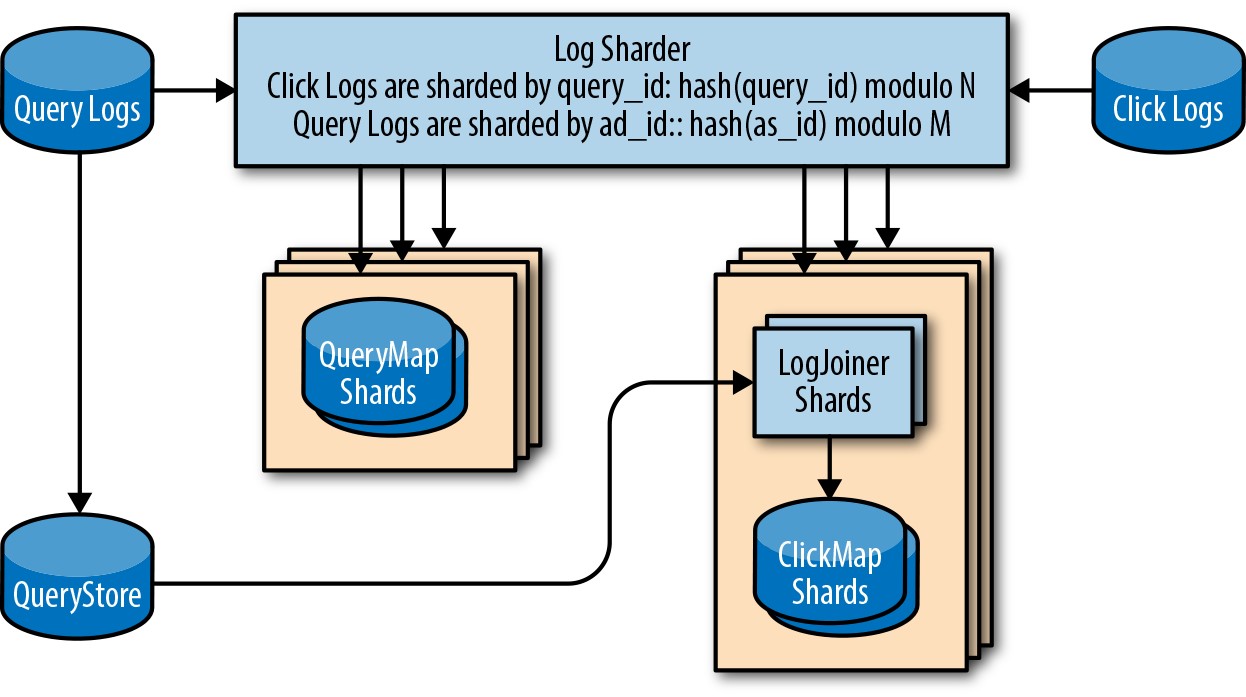 Log Sharder
Click Logs are sharded by query_id: hash(query_id) modulo N
Query Logs are sharded by ad_id:: hash(as_id) modulo M
Query Logs
Click Logs
QueryMap
Shards
LogJoiner
Shards
ClickMap
Shards
QueryStore